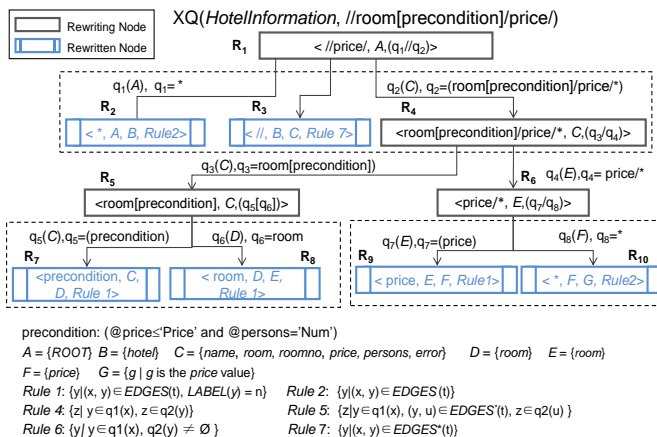 XQ(HotelInformation, //room[precondition]/price/)
Rewriting Node
Rewritten Node
R1
< //price/, A,(q1//q2)>
q1(A), q1= *
q2(C), q2=(room[precondition]/price/*)
R2
R3
R4
< *, A, B, Rule2>
< //, B, C, Rule 7>
<room[precondition]/price/*, C,(q3/q4)>
q3(C),q3=room[precondition])
R5
R6
q4(E),q4= price/*
<room[precondition], C,(q5[q6])>
<price/*, E,(q7/q8)>
q5(C),q5=(precondition)
q6(D), q6=room
q7(E),q7=(price)
q8(F), q8=*
R7
R8
R9
R10
<precondition, C, D, Rule 1>
< room, D, E, Rule 1>
< price, E, F, Rule1>
< *, F, G, Rule2>
precondition: (@price≤‘Price’ and @persons=’Num’)
A = {ROOT} B = {hotel} C = {name, room, roomno, price, persons, error} D = {room} E = {room}
F = {price} G = {g | g is the price value}
Rule 1: {y|(x, y)∈EDGES(t), LABEL(y) = n} Rule 2: {y|(x, y)∈EDGES(t)}
Rule 4: {z| y∈q1(x), z∈q2(y)} Rule 5: {z|y∈q1(x), (y, u)∈EDGES*(t), z∈q2(u) }
Rule 6: {y| y∈q1(x), q2(y) ≠ Ø } Rule 7: {y|(x, y)∈EDGES*(t)}